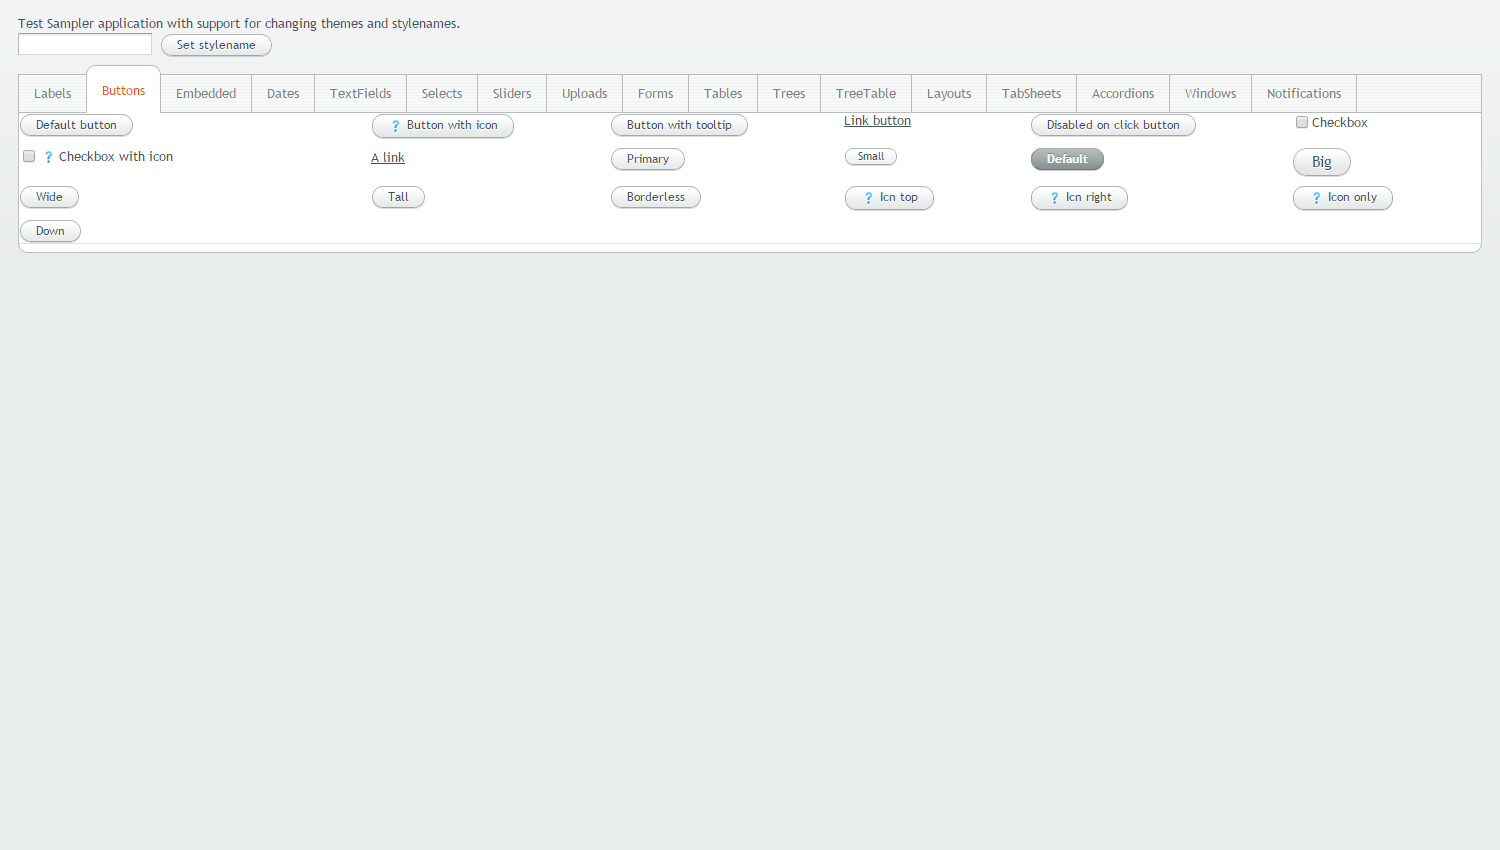 Test Sampler application with support for changing themes and stylenames.
Set stylename
Labels Buttons Embedded Dates TextFields Selects Sliders Uploads Forms Tables Trees TreeTable Layouts TabSheets Accordions Windows Notifications
Default button ? Button with icon Button with tooltip Link button Disabled on click button Checkbox
? Checkbox with icon A link Primary Small Default Big
Wide Tall Borderless ? Icn top ? Icn right ? Icon only
Down